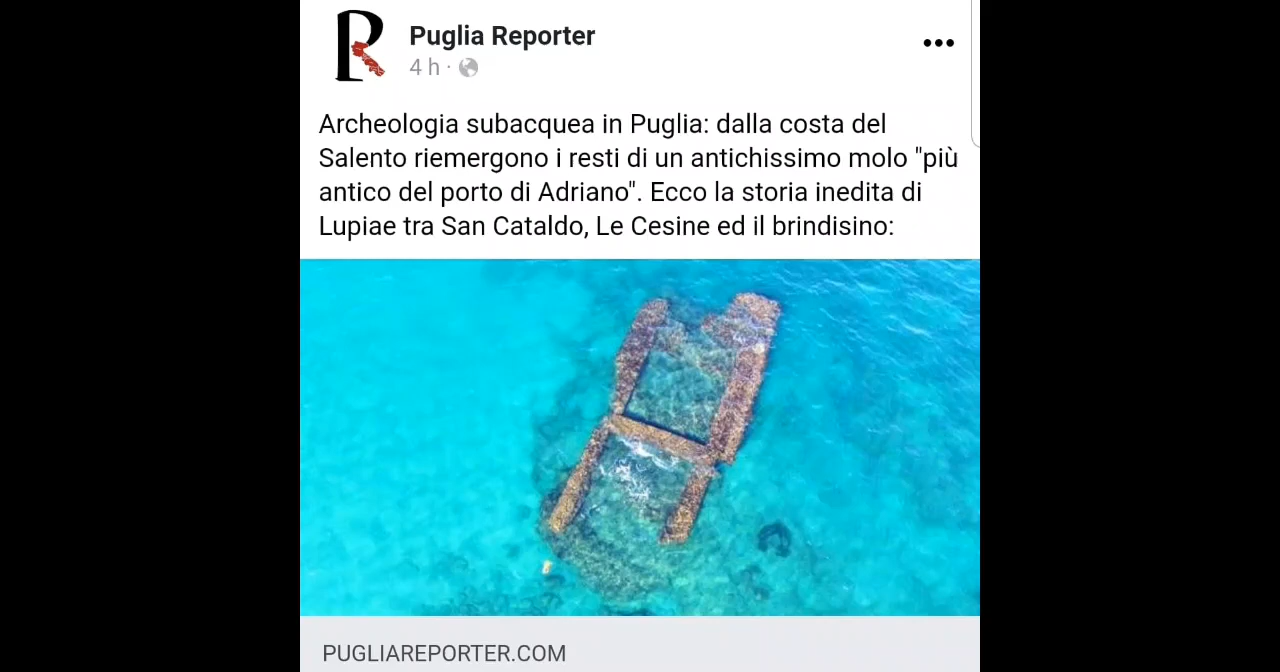 Puglia Reporter
4 h ·
Archeologia subacquea in Puglia: dalla costa del
Salento riemergono i resti di un antichissimo molo "più
antico del porto di Adriano". Ecco la storia inedita di
Lupiae tra San Cataldo, Le Cesine ed il brindisino:
PUGLIAREPORTER.COM